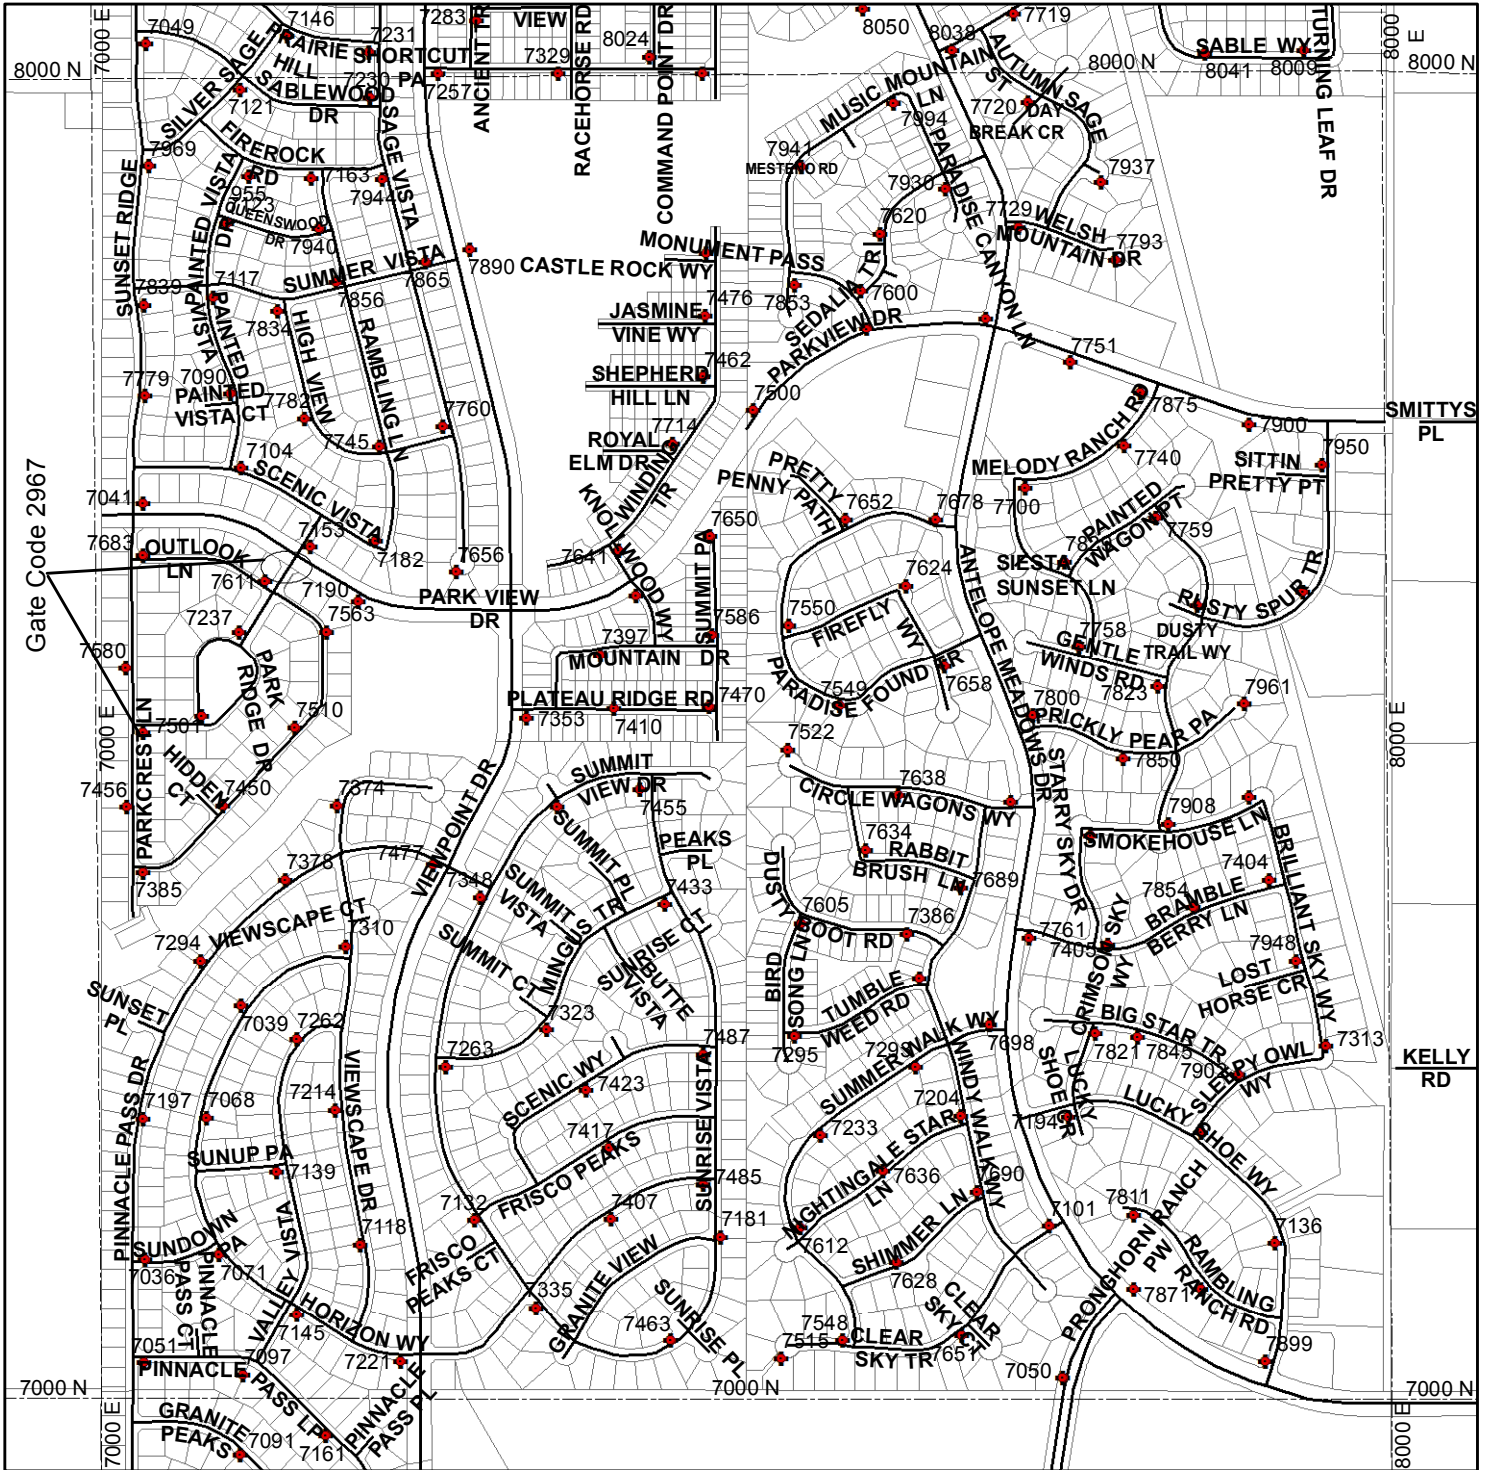 7049
7146
7231
7283
VIEW
8024
8050
8038
7719
SABLE WY
8041
8009
TURNING LEAF DR
8000 E
8000 N
7000 E
PRAIRIE HILL
SHORTCUT PA
7230
7257
7329
ANCIENT TR
RACEHORSE RD
COMMAND POINT DR
8000 N
8000 N
SILVER SAGE
SABLEWOOD DR
7121
SAGE VISTA
MUSIC MOUNTAIN LN
7994
AUTUMN SAGE ST
7720
DAY BREAK CR
7937
FIREROCK RD
7969
7163
7944
7955
7123
QUEENSWOOD DR
7940
7941
MESTENO RD
7930
PARADISE CANYON LN
7620
7729
WELSH MOUNTAIN DR
7793
SUNSET RIDGE
PAINTED VISTA DR
SUMMER VISTA
7890
7865
7856
7839
7117
7834
MONUMENT PASS
CASTLE ROCK WY
7853
SEDALIA TRL
7600
7476
JASMINE VINE WY
PARKVIEW DR
7751
PAINTED VISTA
HIGH VIEW
RAMBLING LN
7779
7090
PAINTED VISTA CT
7782
7760
7462
SHEPHERD HILL LN
7500
7875
7900
SMITTYS PL
7104
7745
7714
ROYAL ELM DR
MELODY RANCH RD
7740
7950
SITTIN PRETTY PT
Gate Code 2967
SCENIC VISTA
7041
7153
7182
7656
KNOLL WINDING TR
7641
7650
PRETTY PENNY PATH
7652
7678
7700
PAINTED WAGON PT
7759
7683
OUTLOOK LN
7611
7190
7563
PARK VIEW DR
WOOD WY
SUMMIT PA
7586
7624
7550
FIREFLY WY
SIESTA SUNSET LN
RUSTY SPUR TR
7237
7580
PARK RIDGE DR
7397
MOUNTAIN DR
PLATEAU RIDGE RD
7470
7353
7410
PARADISE FOUND TR
7549
7658
ANTELOPE MEADOWS DR
7758
GENTLE WINDS RD
DUSTY TRAIL WY
7823
7961
7800
PRICKLY PEAR PA
7850
7000 E
8000 E
7501
7510
PARKCREST LN
HIDDEN CT
7450
7456
7374
7522
7638
CIRCLE WAGONS WY
STARRY SKY DR
7908
SMOKEHOUSE LN
VIEWPOINT DR
SUMMIT VIEW DR
7455
PEAKS PL
SUMMIT PL
7385
7378
7477
7348
SUMMIT VISTA
7433
7634
RABBIT BRUSH LN
7689
DUSTY
7605
BOOT RD
7386
7404
7854
BRAMBLE BERRY LN
BRILLIANT SKY WY
7761
7405
VIEWSCAPE CT
7310
7294
SUNSET PL
SUMMIT CT
MINGUS TR
SUNRISE CT
BUTTE VISTA
BIRD SONG LN
TUMBLE WEED RD
CRIMSON SKY WY
7948
LOST HORSE CR
7039
7262
7323
7263
7487
7295
7293
7698
BIG STAR TR
7821
7845
7902
SLEEPY OWL WY
7313
KELLY RD
PINNACLE PASS DR
7197
7068
7214
VIEWSCAPE DR
SCENIC WY
7423
SUNRISE VISTA
SUMMER WALK WY
WINDY WALK WY
7204
7194
LUCKY SHOE CR
LUCKY SHOE WY
SUNUP PA
7139
7417
FRISCO PEAKS
7485
7233
NIGHTINGALE STAR LN
7636
7690
7132
7407
7181
7101
7811
7136
PRONGHORN RANCH PW
SUNDOWN PA
7036
7071
PINNACLE PASS CT
VALLEY VISTA
7118
FRISCO PEAKS CT
GRANITE VIEW
7612
SHIMMER LN
7628
7871
RAMBLING RANCH RD
7145
HORIZON WY
7335
7463
SUNRISE PL
CLEAR SKY CT
7548
7515
CLEAR SKY TR
7651
7899
7051
PINNACLE PASS LP
7097
7221
PINNACLE PASS PL
7050
7000 N
7000 N
7000 N
7000 E
8000 E
GRANITE PEAKS
7091
7161